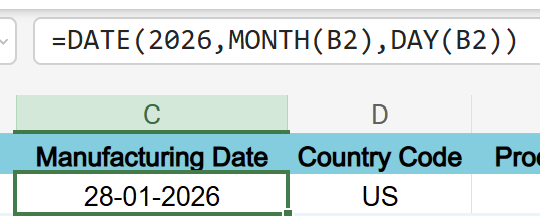 =DATE(2026,MONTH(B2),DAY(B2))
C D
Manufacturing Date Country Code
28-01-2026 US